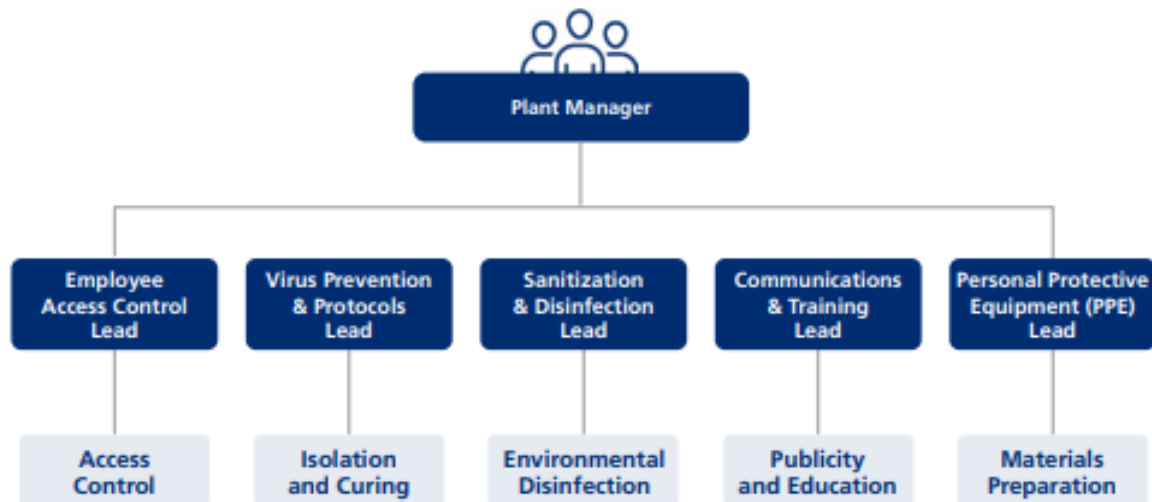 Plant Manager
Employee
Access Control
Lead
Virus Prevention
& Protocols
Lead
Sanitization
& Disinfection
Lead
Communications
& Training
Lead
Personal Protective
Equipment (PPE)
Lead
Access
Control
Isolation
and Curing
Environmental
Disinfection
Publicity
and Education
Materials
Preparation